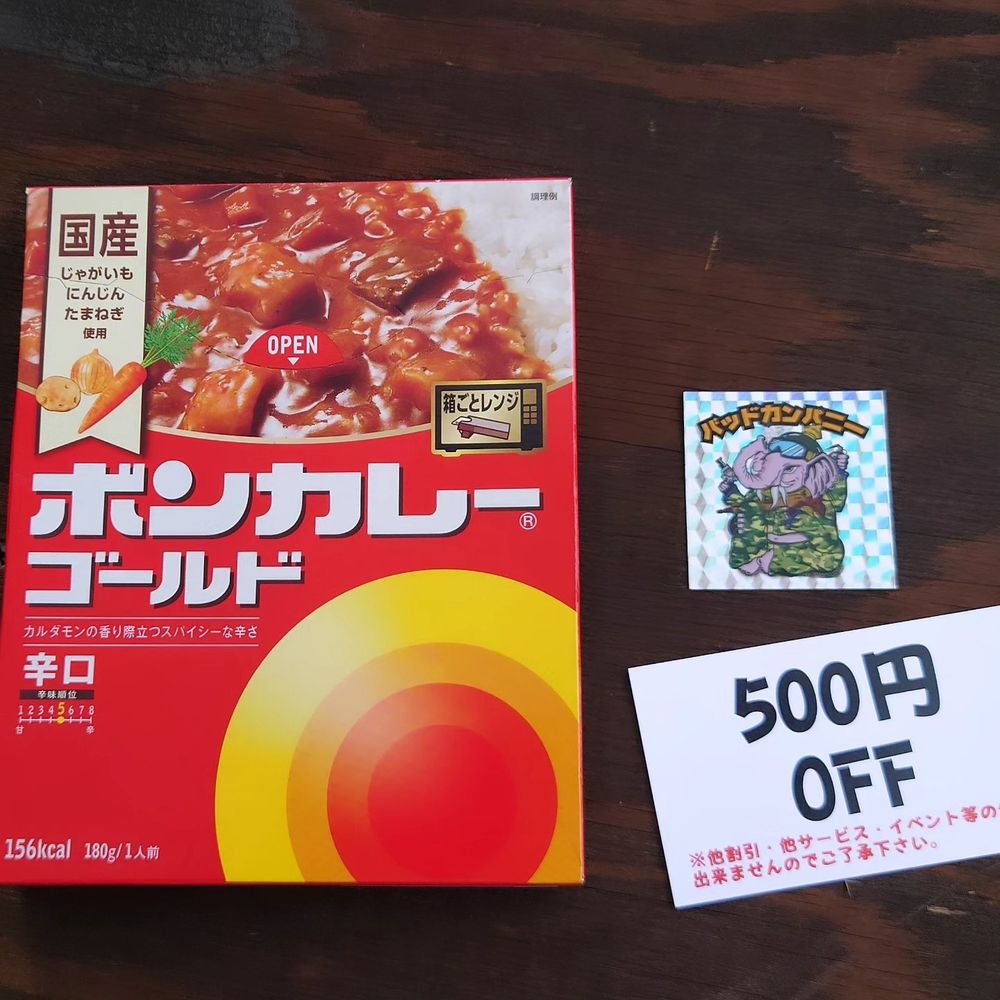 調理例
国産
じゃがいも
にんじん
たまねぎ
使用
OPEN
箱ごとレンジ
ボンカレー®
ゴールド
カルダモンの香り際立つスパイシーな辛さ
辛口
辛味順位
1 2 3 4 5 6 7 8
甘 辛
156kcal 180g/1人前
バッドカンパニー
500円
OFF
※他割引・他サービス・イベント等の
出来ませんのでご了承下さい。